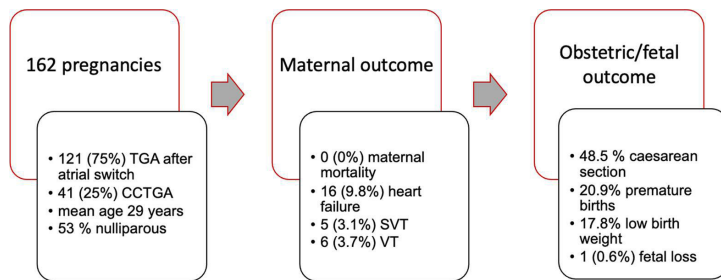 162 pregnancies
• 121 (75%) TGA after
atrial switch
• 41 (25%) CCTGA
• mean age 29 years
• 53 % nulliparous
Maternal outcome
• 0 (0%) maternal
mortality
• 16 (9.8%) heart
failure
• 5 (3.1%) SVT
• 6 (3.7%) VT
Obstetric/fetal
outcome
• 48.5 % caesarean
section
• 20.9% premature
births
• 17.8% low birth
weight
• 1 (0.6%) fetal loss